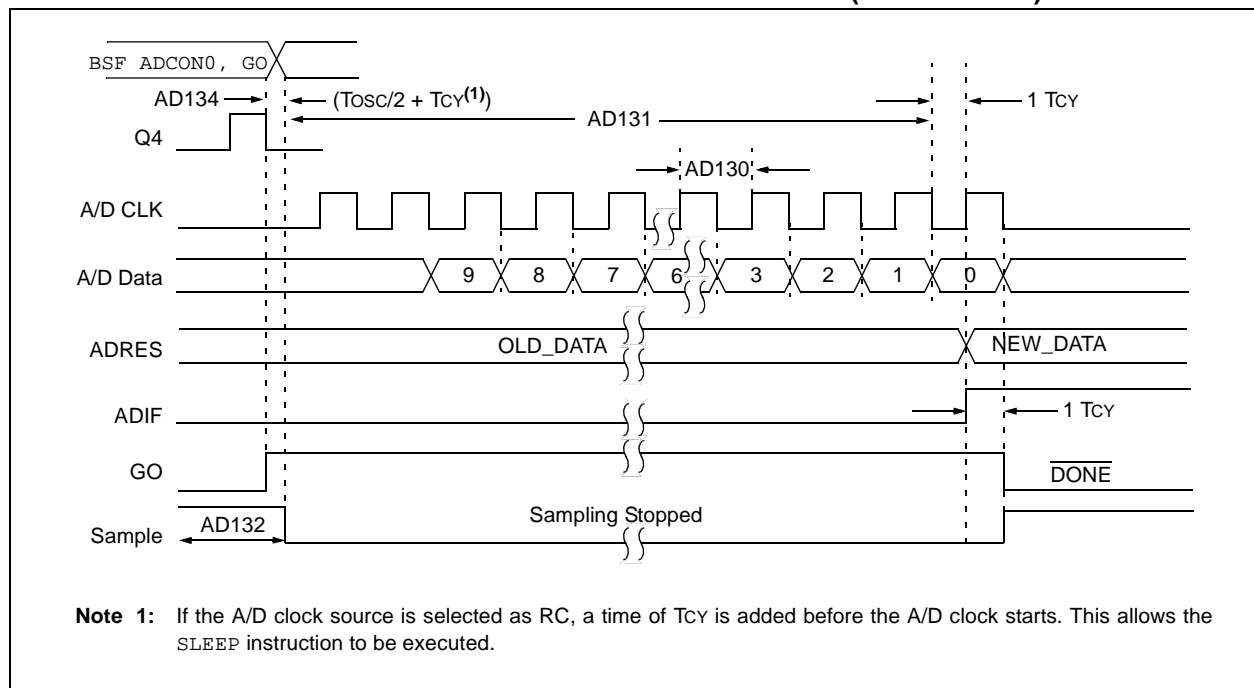 BSF ADCON0, GO
AD134
(TOSC/2 + TCY(1))
1 TCY
AD131
Q4
AD130
A/D CLK
A/D Data
9 8 7 6 3 2 1 0
ADRES
OLD_DATA
NEW_DATA
ADIF
1 TCY
GO
DONE
Sample
AD132
Sampling Stopped
Note 1: If the A/D clock source is selected as RC, a time of TCY is added before the A/D clock starts. This allows the
SLEEP instruction to be executed.